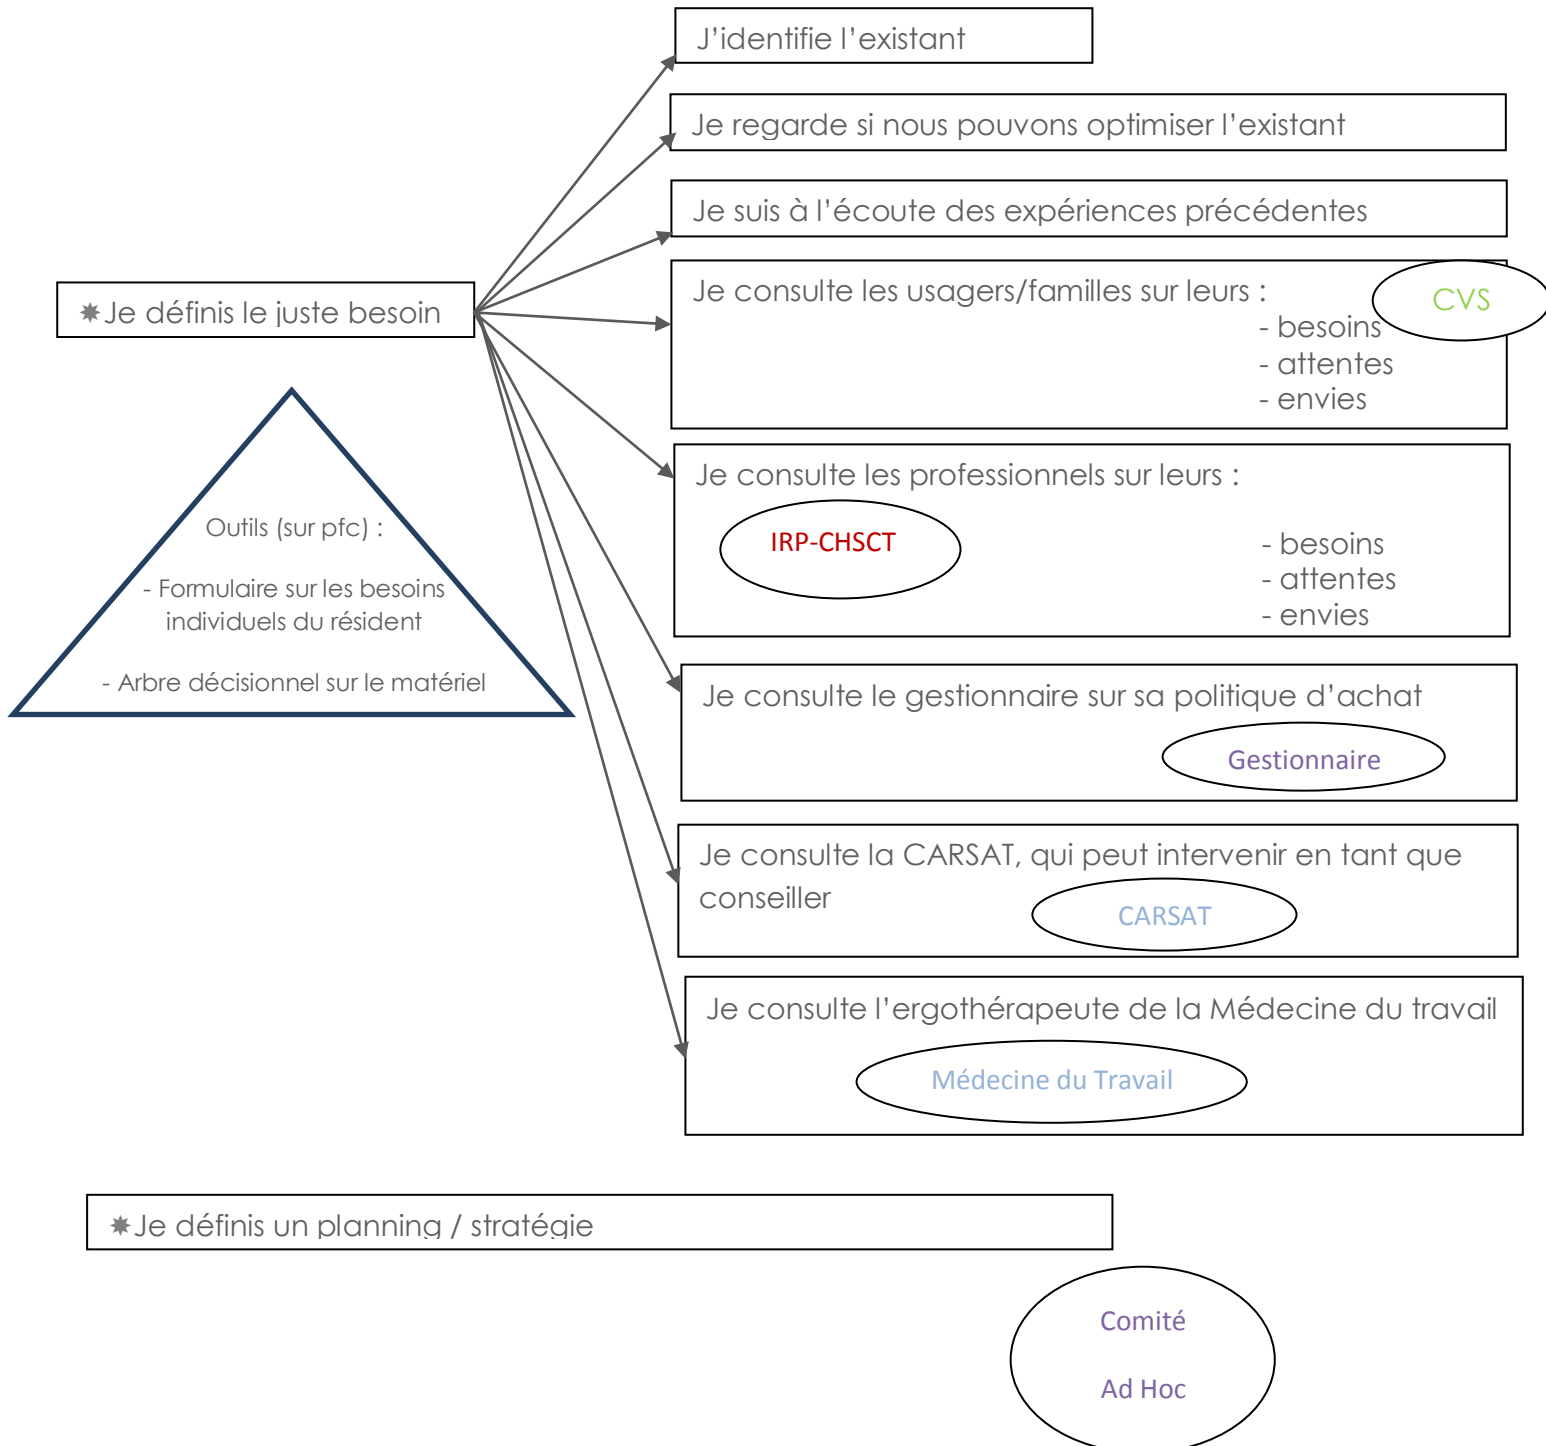 J’identifie l’existant
Je regarde si nous pouvons optimiser l’existant
Je suis à l’écoute des expériences précédentes
✷Je définis le juste besoin
Je consulte les usagers/familles sur leurs :
CVS
- besoins
- attentes
- envies
Je consulte les professionnels sur leurs :
IRP-CHSCT
- besoins
- attentes
- envies
Outils (sur pfc) :
- Formulaire sur les besoins
individuels du résident
- Arbre décisionnel sur le matériel
Je consulte le gestionnaire sur sa politique d’achat
Gestionnaire
Je consulte la CARSAT, qui peut intervenir en tant que
conseiller
CARSAT
Je consulte l’ergothérapeute de la Médecine du travail
Médecine du Travail
✷Je définis un planning / stratégie
Comité
Ad Hoc